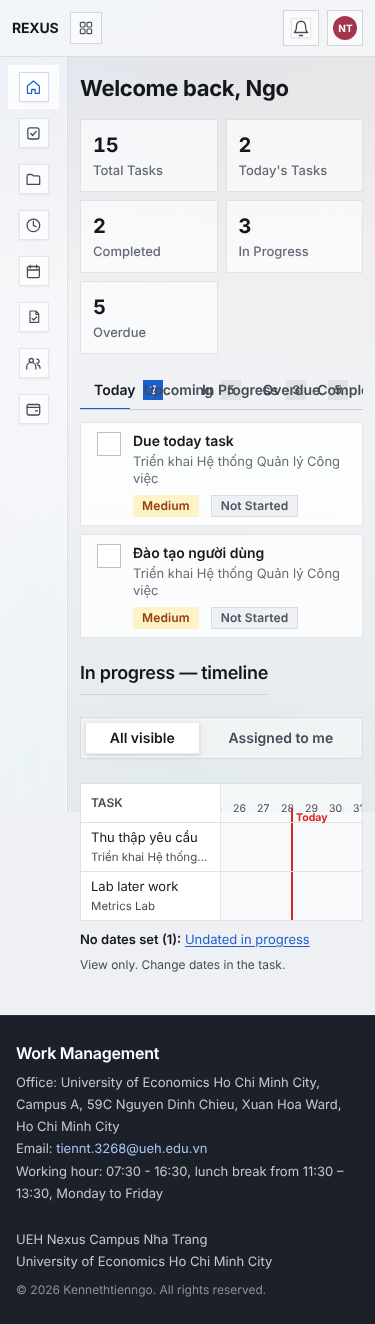 REXUS
NT
Welcome back, Ngo
15
Total Tasks
2
Today's Tasks
2
Completed
3
In Progress
5
Overdue
Today
Upcoming
In Progress
Overdue
Due today task
Triển khai Hệ thống Quản lý Công
việc
Medium
Not Started
Đào tạo người dùng
Triển khai Hệ thống Quản lý Công
việc
Medium
Not Started
In progress — timeline
All visible
Assigned to me
TASK
26 27 28 29 30
Today
Thu thập yêu cầu
Triển khai Hệ thống...
Lab later work
Metrics Lab
No dates set (1): Undated in progress
View only. Change dates in the task.
Work Management
Office: University of Economics Ho Chi Minh City,
Campus A, 59C Nguyen Dinh Chieu, Xuan Hoa Ward,
Ho Chi Minh City
Email: tiennt.3268@ueh.edu.vn
Working hour: 07:30 - 16:30, lunch break from 11:30 –
13:30, Monday to Friday
UEH Nexus Campus Nha Trang
University of Economics Ho Chi Minh City
© 2026 Kennethtienngo. All rights reserved.